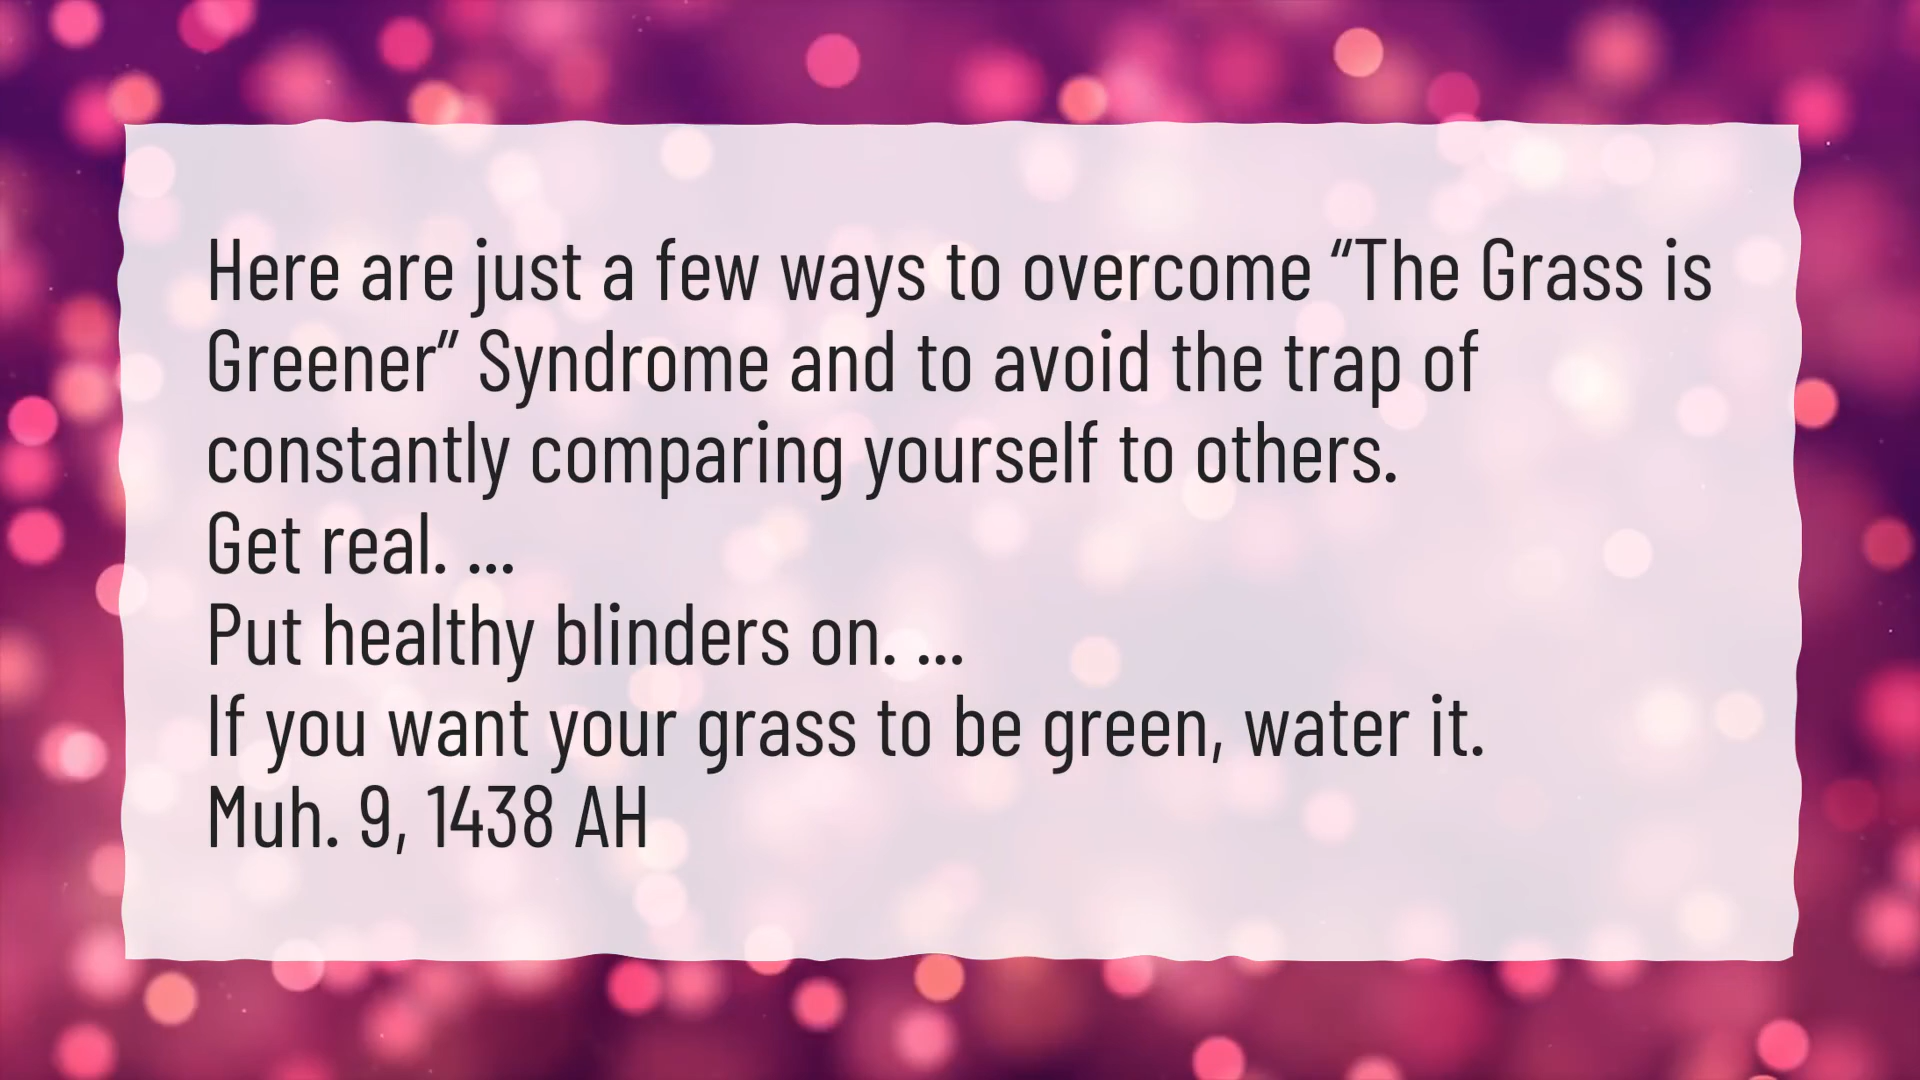 Here are just a few ways to overcome “The Grass is
Greener” Syndrome and to avoid the trap of
constantly comparing yourself to others.
Get real. ...
Put healthy blinders on. ...
If you want your grass to be green, water it.
Muh. 9, 1438 AH